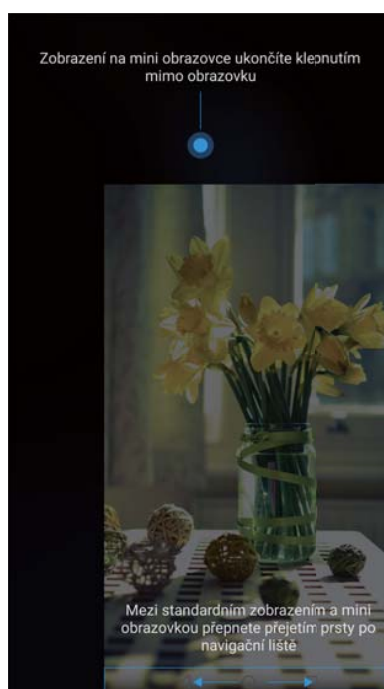 Zobrazení na mini obrazovce ukončíte klepnutím
mimo obrazovku
Mezi standardním zobrazením a mini
obrazovkou přepnete přejetím prsty po
navigační liště